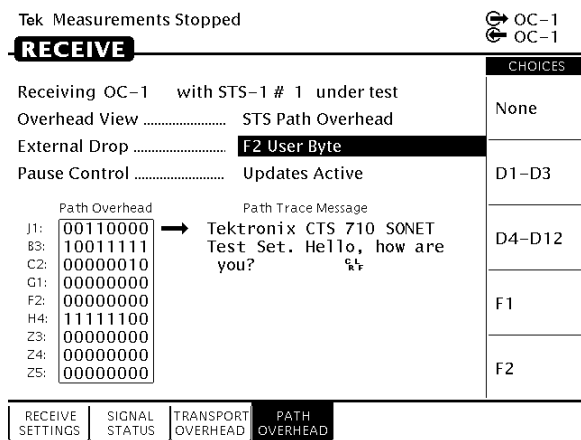 Tek Measurements Stopped
OC-1
OC-1
RECEIVE
CHOICES
Receiving OC-1 with STS-1 # 1 under test
Overhead View ...................... STS Path Overhead
External Drop ........................ F2 User Byte
Pause Control ........................ Updates Active
None
D1-D3
D4-D12
F1
F2
Path Overhead Path Trace Message
J1: 00110000 Tektronix CTS 710 SONET
B3: 10011111 Test Set. Hello, how are
C2: 00000010 you? CR LF
G1: 00000000
F2: 00000000
H4: 11111100
Z3: 00000000
Z4: 00000000
Z5: 00000000
RECEIVE SETTINGS
SIGNAL STATUS
TRANSPORT OVERHEAD
PATH OVERHEAD